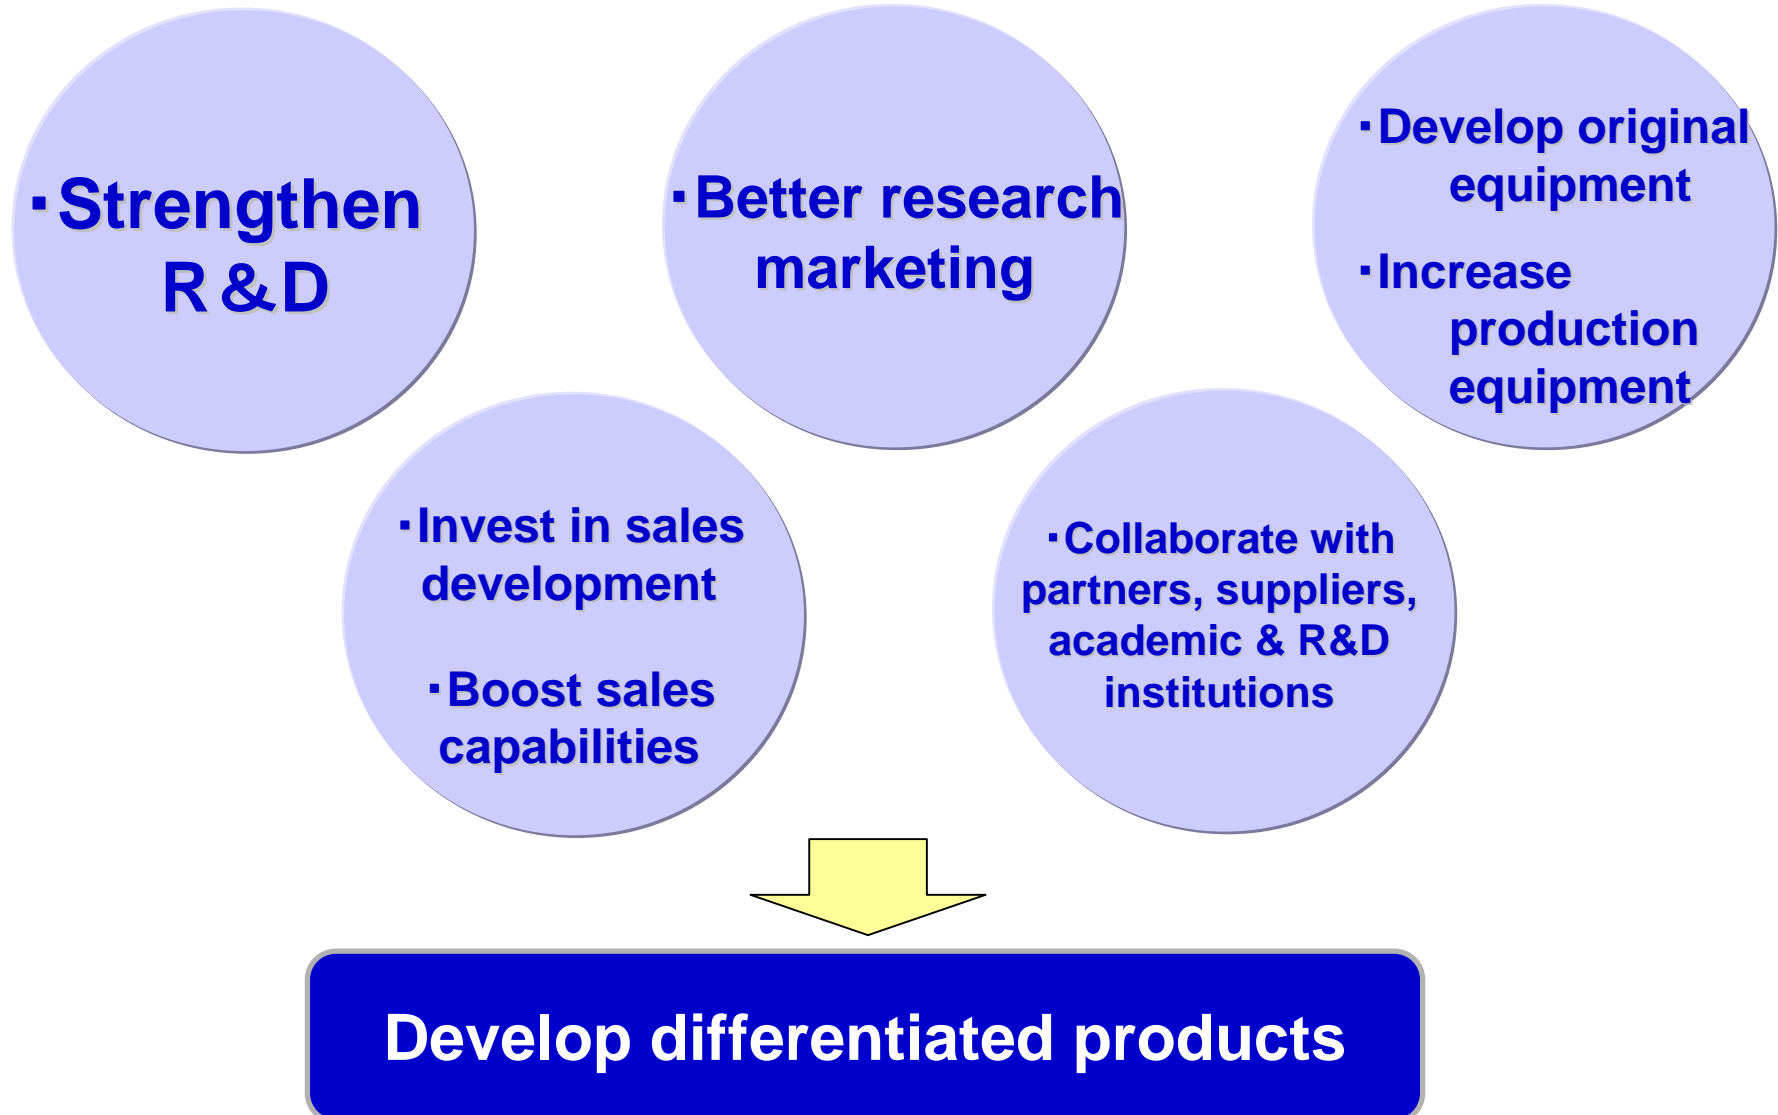 ・Strengthen
R&D
・Better research
marketing
・Develop original
equipment
・Increase
production
equipment
・Invest in sales
development
・Boost sales
capabilities
・Collaborate with
partners, suppliers,
academic & R&D
institutions
Develop differentiated products